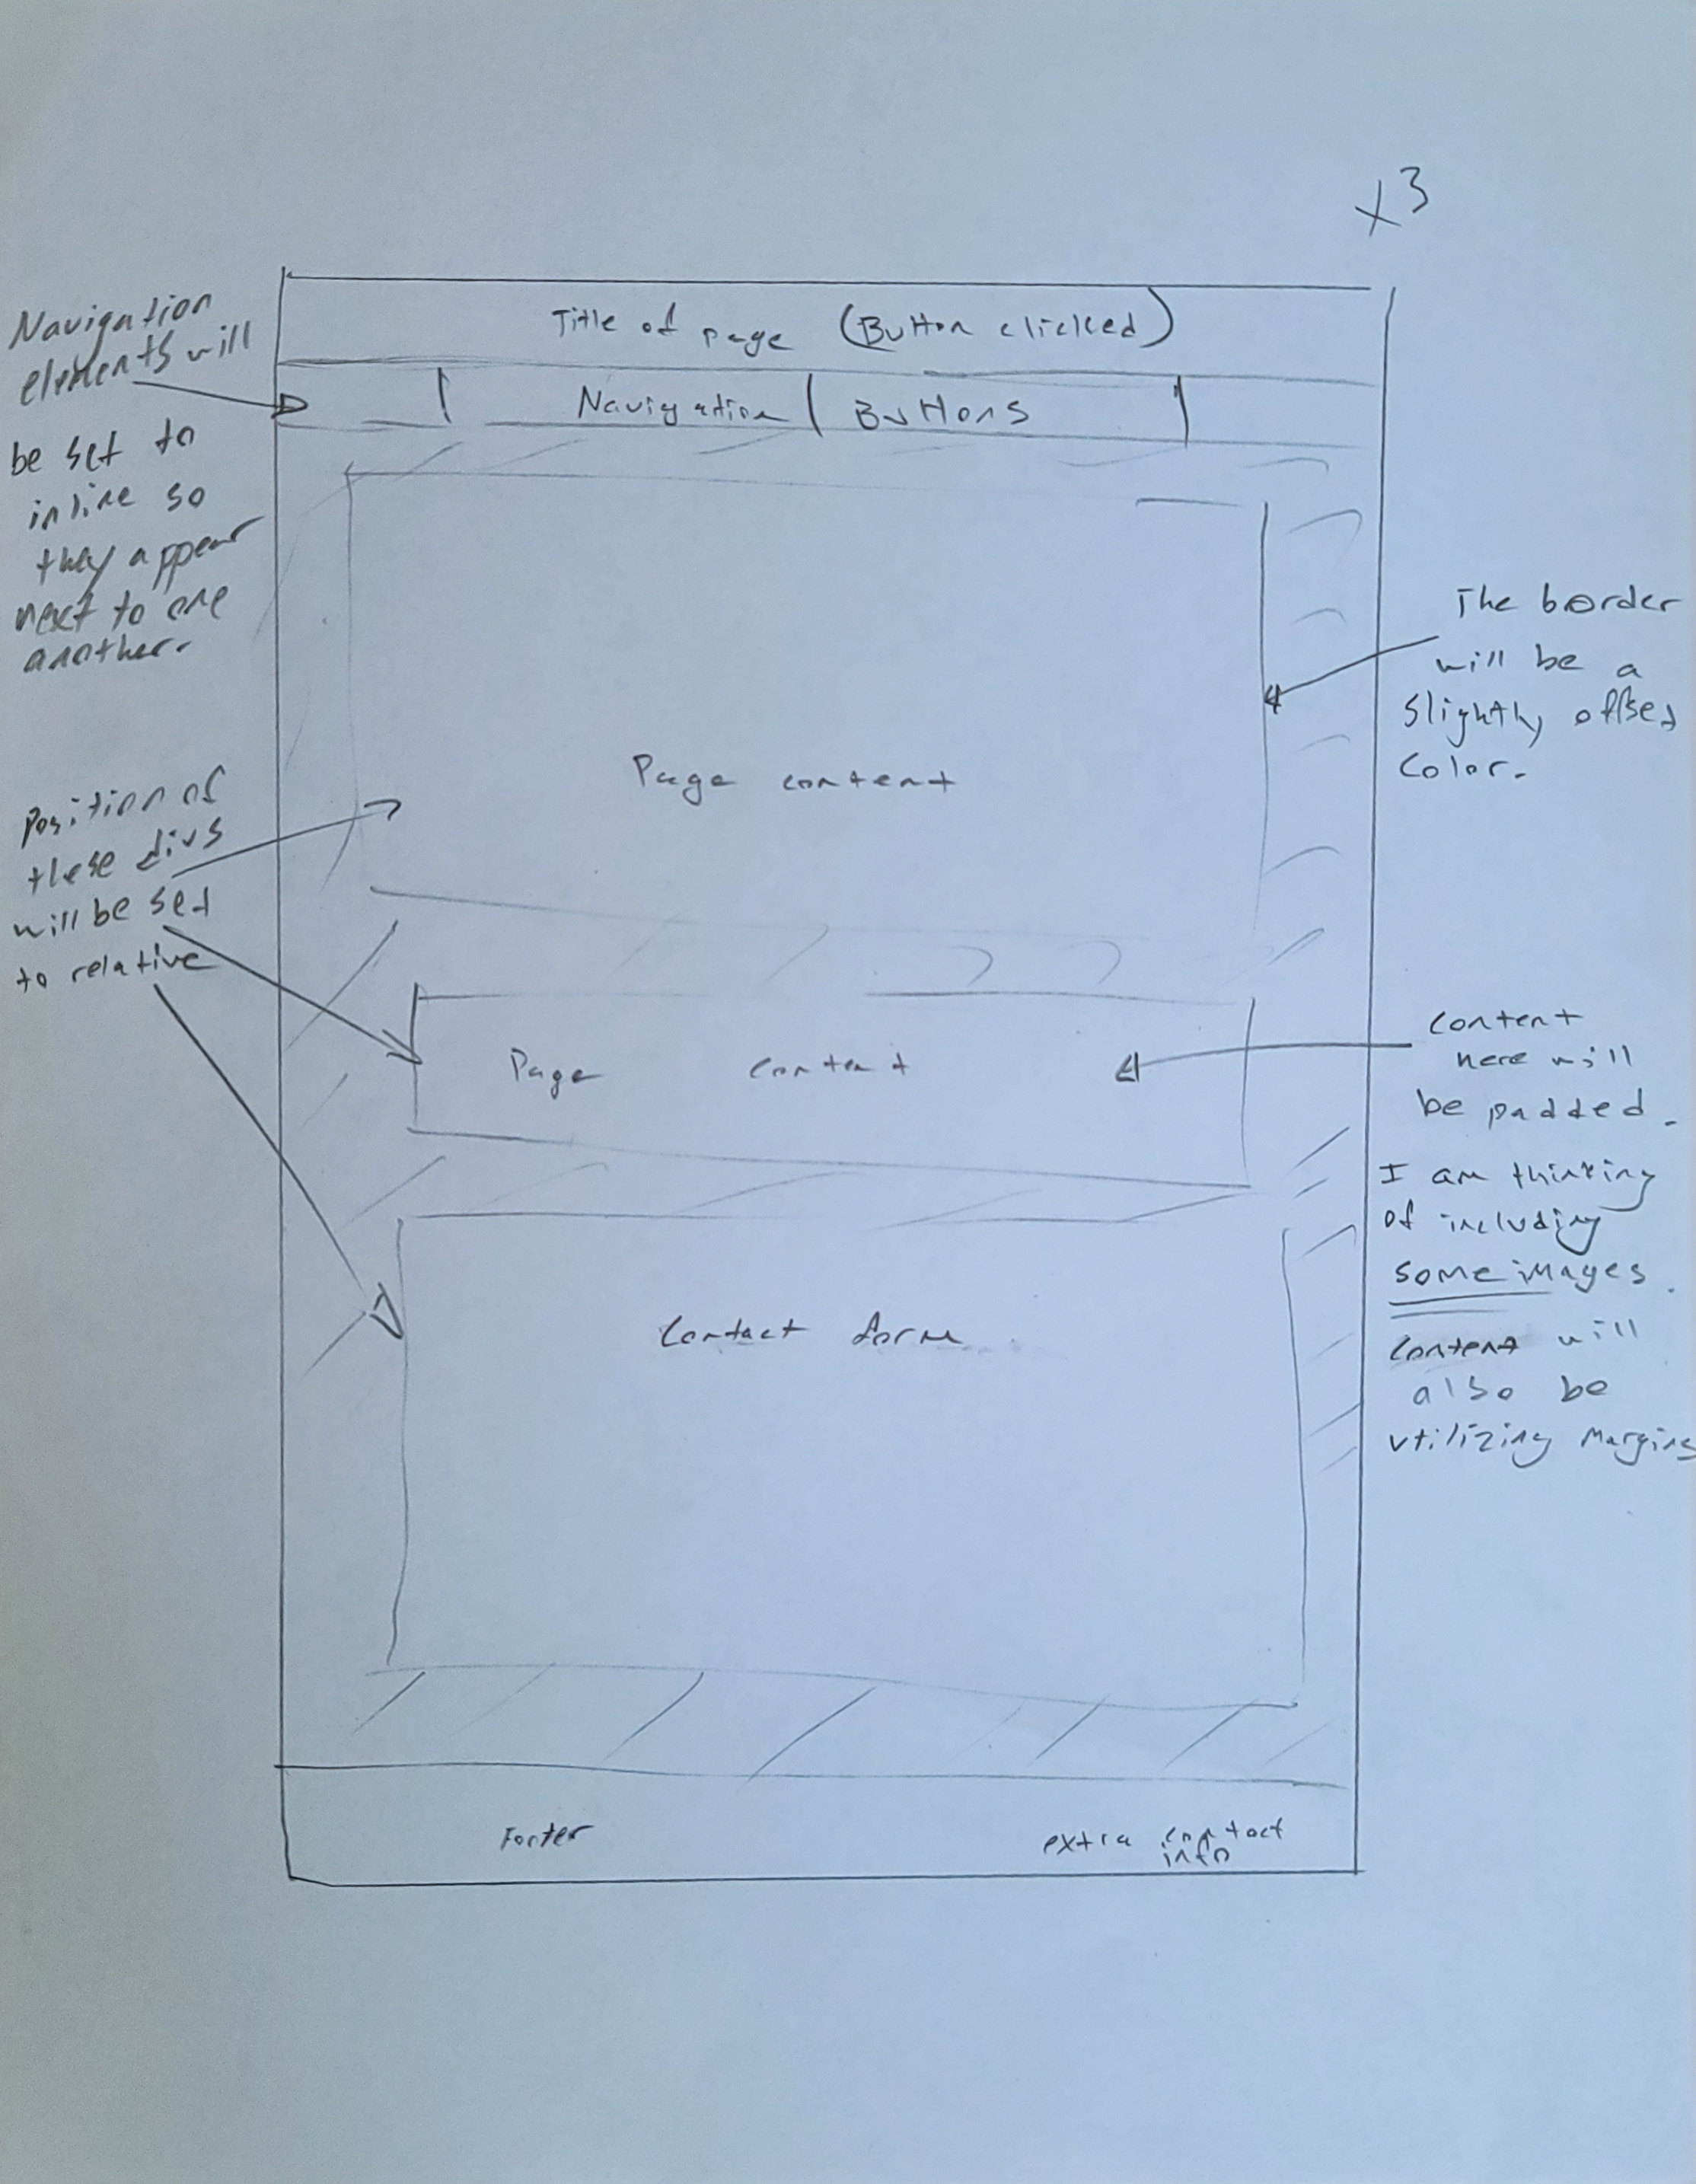 x3
Title of page (Button clicked)
Navigation Buttons
Navigation
elements will
be set to
inline so
they appear
next to one
another.
Page content
The border
will be a
slightly offset
color.
Position of
these divs
will be set
to relative
Page content
content
here will
be padded.
I am thinking
of including
some images.
content will
also be
utilizing margins
Contact form
Footer
extra contact
info